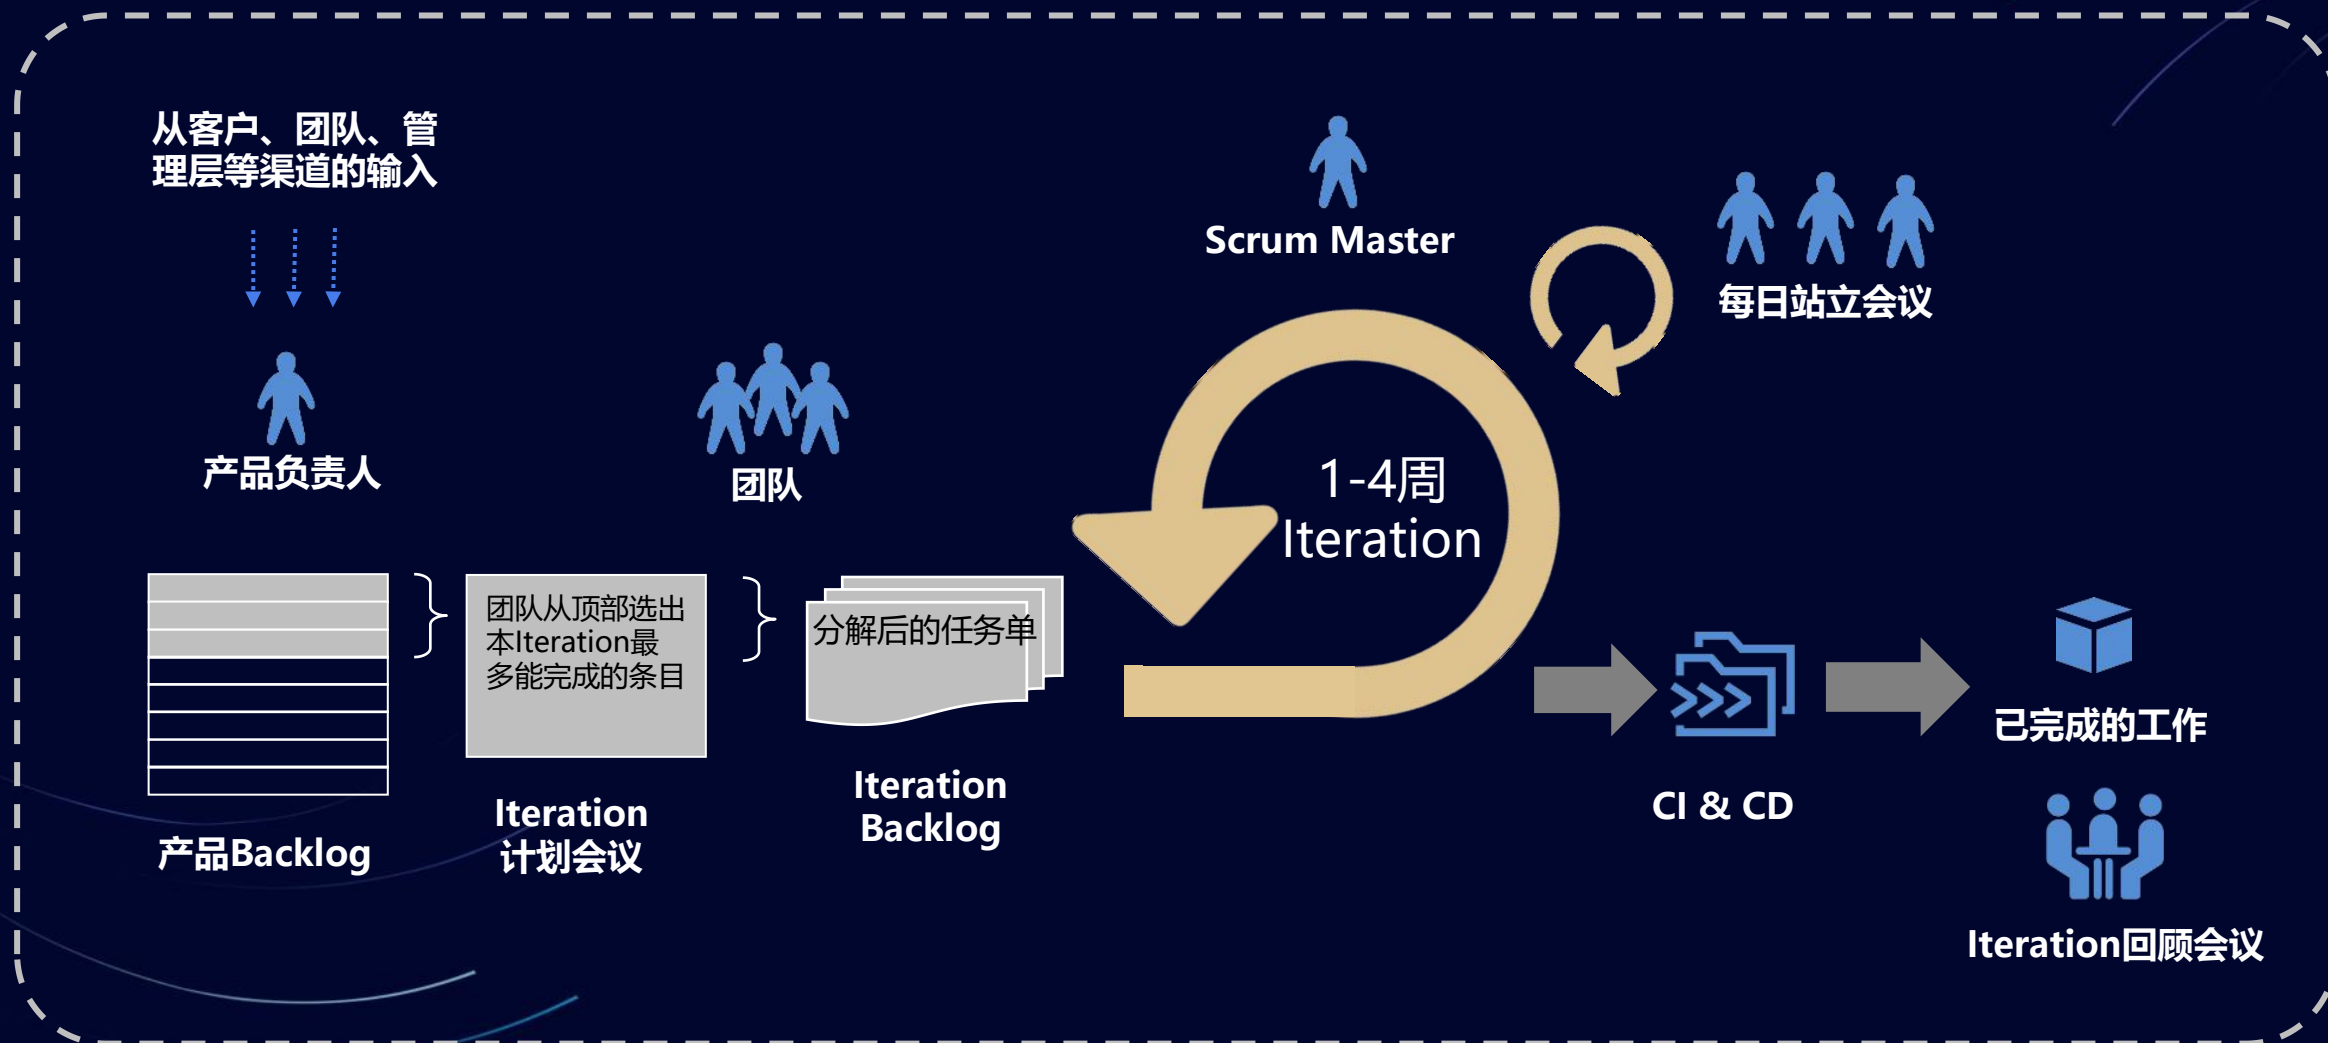 从客户、团队、管
理层等渠道的输入
Scrum Master
每日站立会议
产品负责人
团队
1-4周
Iteration
团队从顶部选出
本Iteration最
多能完成的条目
分解后的任务单
已完成的工作
产品Backlog
Iteration
计划会议
Iteration
Backlog
CI & CD
Iteration回顾会议